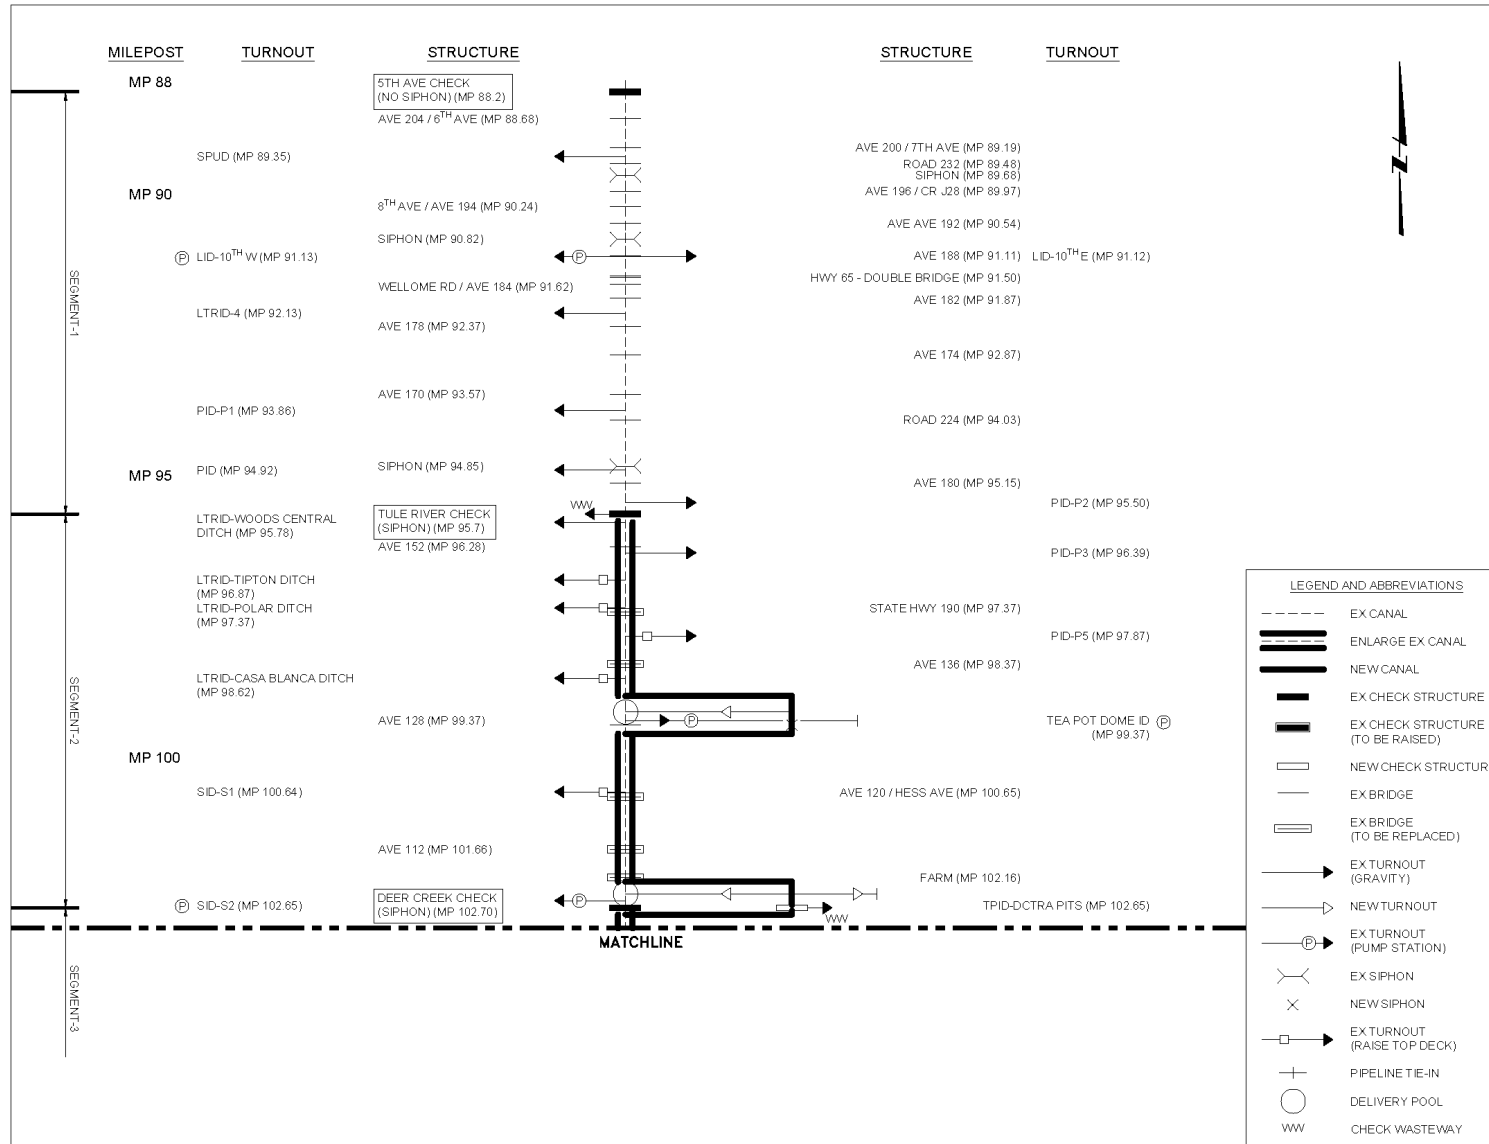 MILEPOST TURNOUT STRUCTURE STRUCTURE TURNOUT
MP 88
5TH AVE CHECK
(NO SIPHON) (MP 88.2)
AVE 204 / 6TH AVE (MP 88.68)
AVE 200 / 7TH AVE (MP 89.19)
SPUD (MP 89.35)
ROAD 232 (MP 89.48)
SIPHON (MP 89.68)
MP 90
AVE 196 / CR J28 (MP 89.97)
8TH AVE / AVE 194 (MP 90.24)
AVE AVE 192 (MP 90.54)
SIPHON (MP 90.82)
P LID-10TH W (MP 91.13) P AVE 188 (MP 91.11) LID-10TH E (MP 91.12)
HWY 65 - DOUBLE BRIDGE (MP 91.50)
WELLOME RD / AVE 184 (MP 91.62)
AVE 182 (MP 91.87)
LTRID-4 (MP 92.13)
AVE 178 (MP 92.37)
AVE 174 (MP 92.87)
AVE 170 (MP 93.57)
PID-P1 (MP 93.86)
ROAD 224 (MP 94.03)
MP 95 PID (MP 94.92) SIPHON (MP 94.85)
AVE 180 (MP 95.15)
PID-P2 (MP 95.50)
WW
TULE RIVER CHECK
(SIPHON) (MP 95.7)
LTRID-WOODS CENTRAL
DITCH (MP 95.78)
AVE 152 (MP 96.28)
PID-P3 (MP 96.39)
LTRID-TIPTON DITCH
(MP 96.87)
LTRID-POLAR DITCH
(MP 97.37)
STATE HWY 190 (MP 97.37)
PID-P5 (MP 97.87)
AVE 136 (MP 98.37)
LTRID-CASA BLANCA DITCH
(MP 98.62)
AVE 128 (MP 99.37) P TEA POT DOME ID P
(MP 99.37)
MP 100
SID-S1 (MP 100.64) AVE 120 / HESS AVE (MP 100.65)
AVE 112 (MP 101.66)
FARM (MP 102.16)
DEER CREEK CHECK
(SIPHON) (MP 102.70)
P
P SID-S2 (MP 102.65) TPID-DCTRA PITS (MP 102.65)
WW
MATCHLINE
SEGMENT-1
SEGMENT-2
SEGMENT-3
N
LEGEND AND ABBREVIATIONS
EX CANAL
ENLARGE EX CANAL
NEW CANAL
EX CHECK STRUCTURE
EX CHECK STRUCTURE
(TO BE RAISED)
NEW CHECK STRUCTUR
EX BRIDGE
EX BRIDGE
(TO BE REPLACED)
EX TURNOUT
(GRAVITY)
NEW TURNOUT
P EX TURNOUT
(PUMP STATION)
EX SIPHON
NEW SIPHON
EX TURNOUT
(RAISE TOP DECK)
PIPELINE TIE-IN
DELIVERY POOL
WW CHECK WASTEWAY